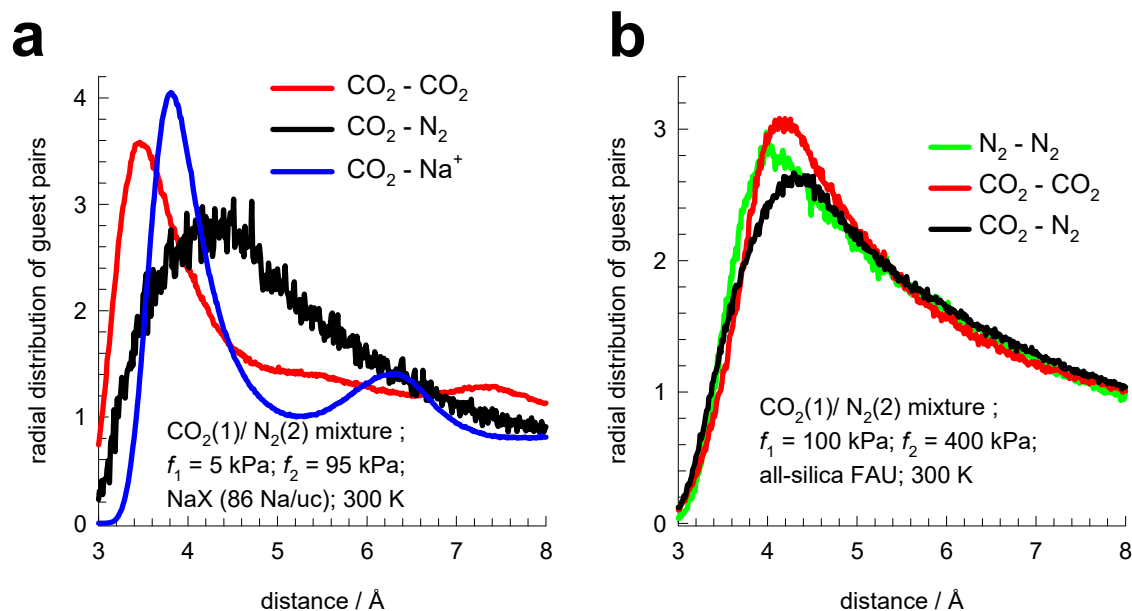 a
radial distribution of guest pairs
4
3
2
1
0
CO₂ - CO₂
CO₂ - N₂
CO₂ - Na⁺
CO₂(1)/ N₂(2) mixture ;
f₁ = 5 kPa; f₂ = 95 kPa;
NaX (86 Na/uc); 300 K
3 4 5 6 7 8
distance / Å
b
radial distribution of guest pairs
3
2
1
0
N₂ - N₂
CO₂ - CO₂
CO₂ - N₂
CO₂(1)/ N₂(2) mixture ;
f₁ = 100 kPa; f₂ = 400 kPa;
all-silica FAU; 300 K
3 4 5 6 7 8
distance / Å